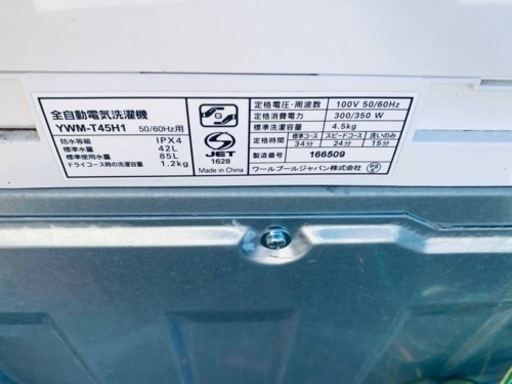 全自動電気洗濯機
YWM-T45H1 50/60Hz用
防水等級 IPX4
標準水量 42L
標準使用水量 85L
ドライコース時の洗濯容量 1.2kg
G
JET
1628
Made in China
定格電圧・周波数 100V 50/60Hz
定格消費電力 300/350 W
標準洗濯容量 4.5kg
定格時間 標準コース スピードコース 洗いのみ
34分 24分 15分
製造番号 166509
ワールプールジャパン株式会社